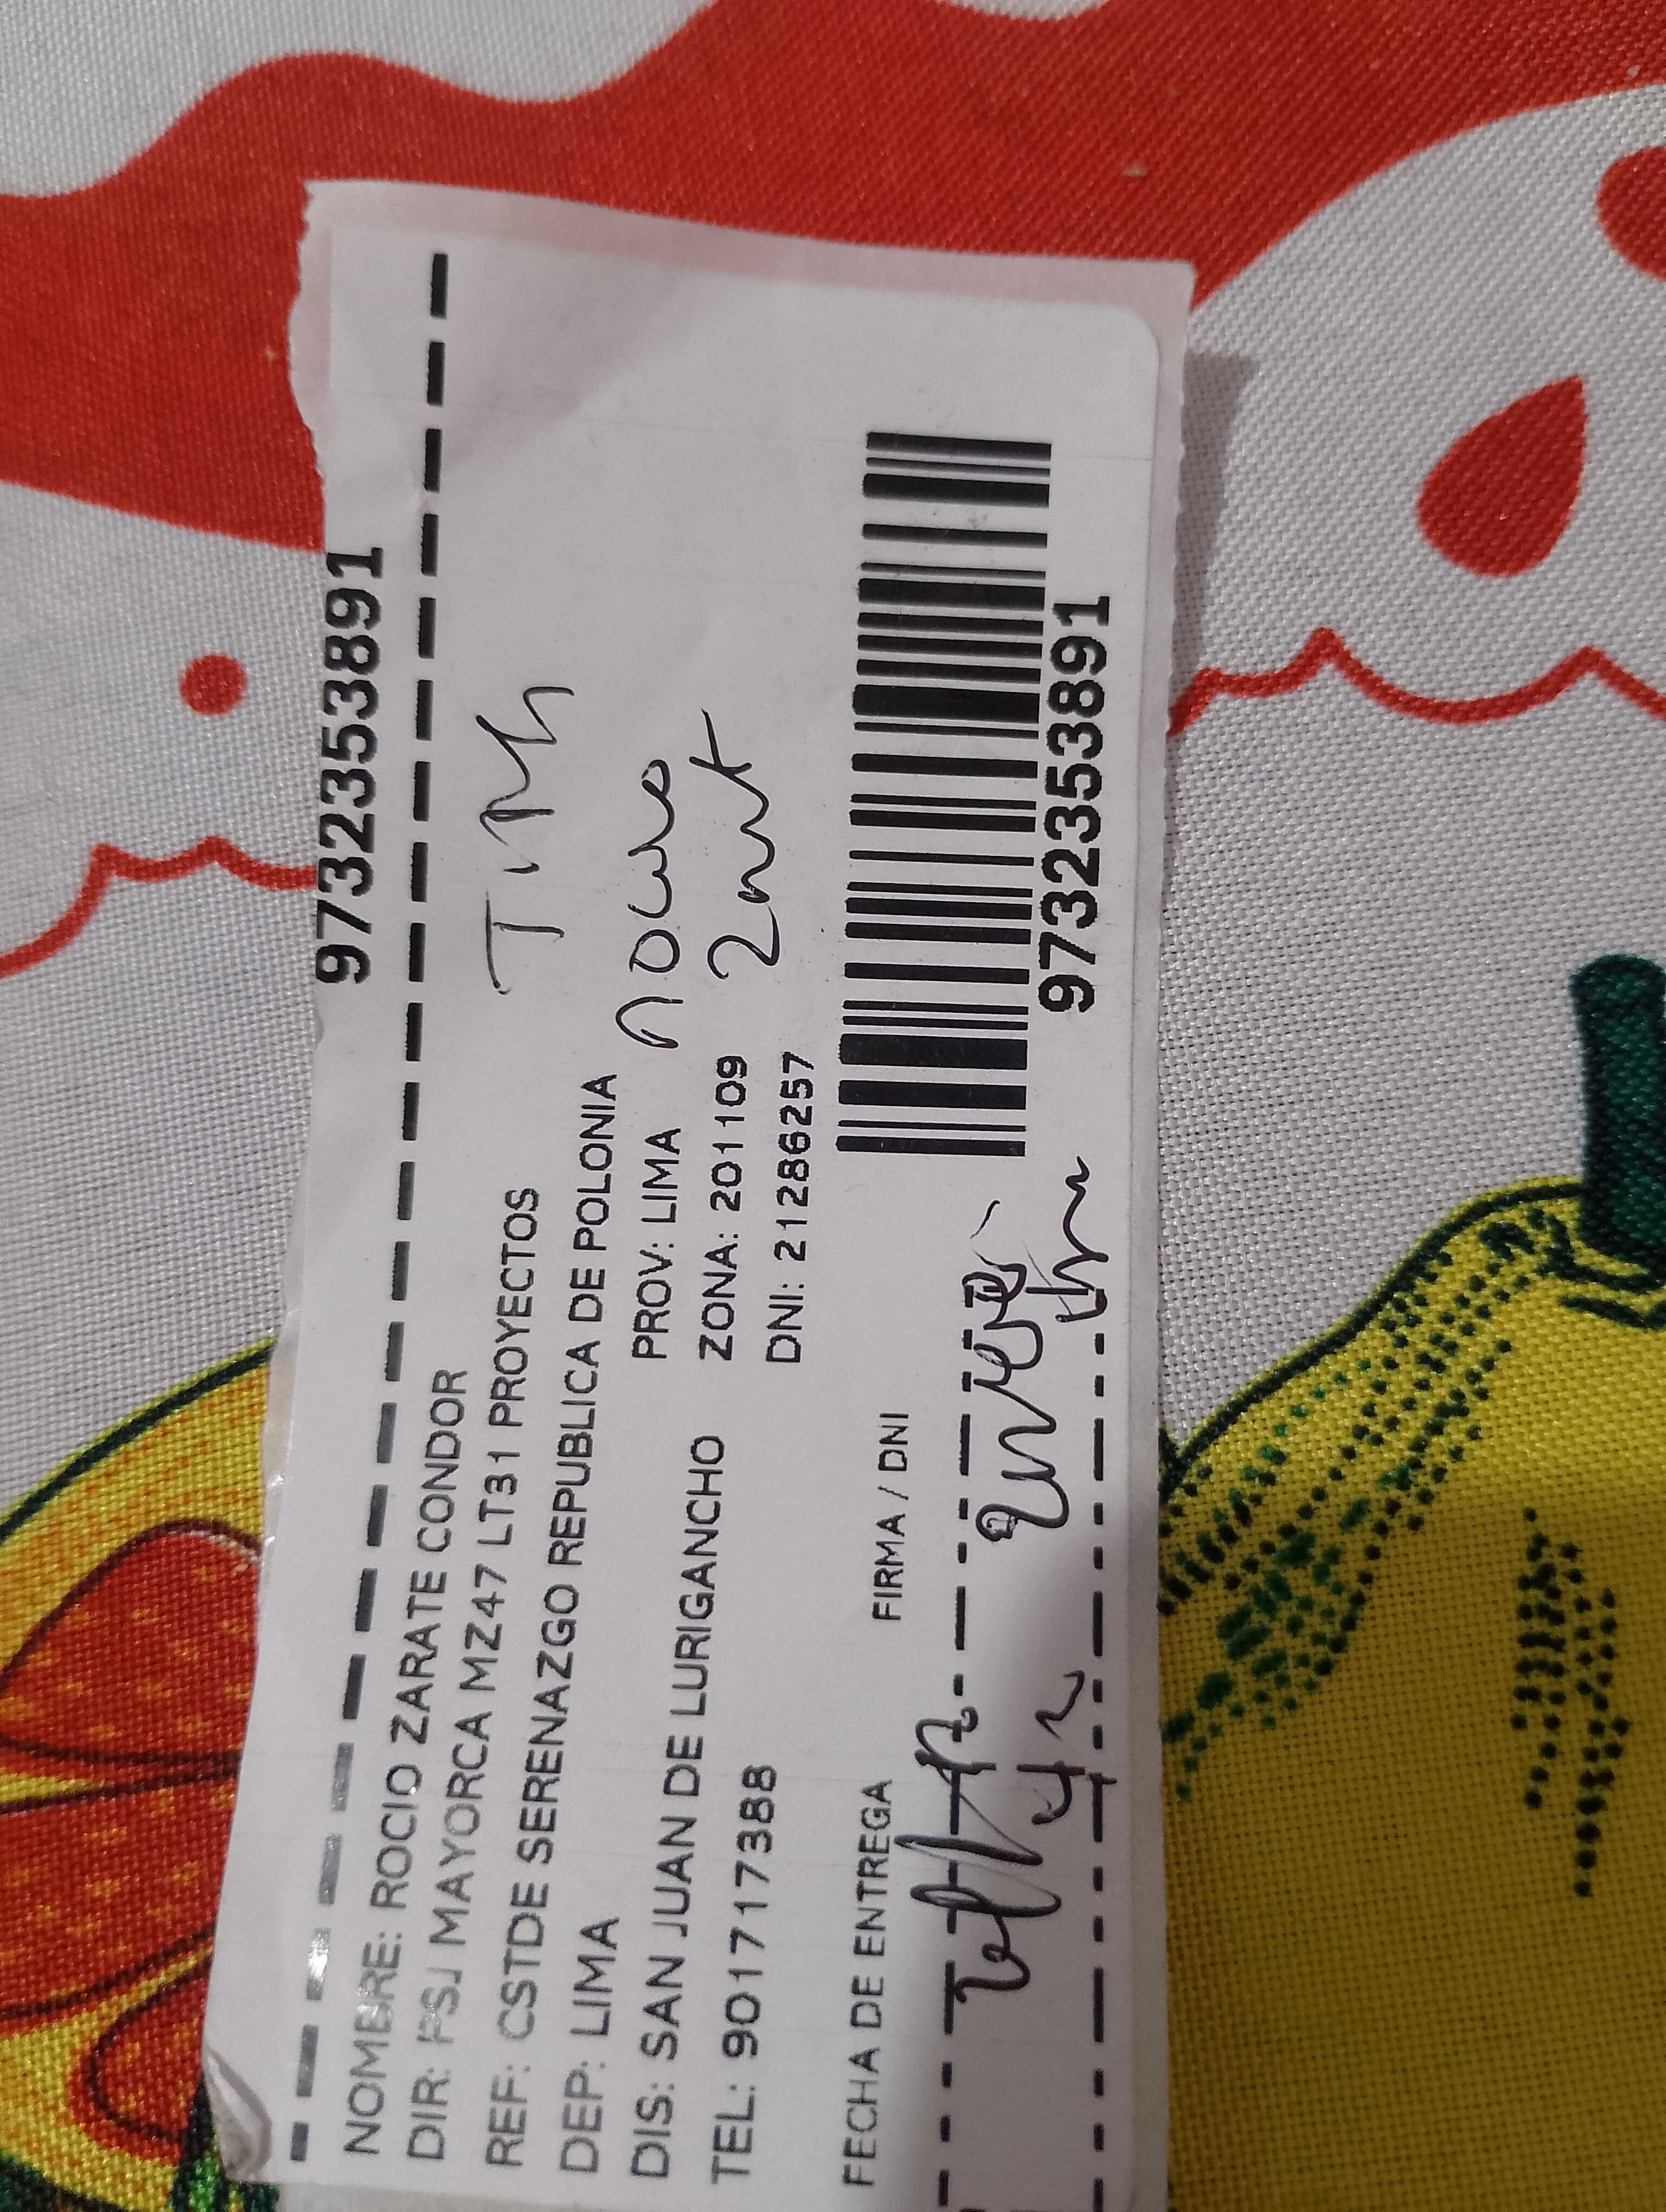 9732353891
NOMBRE: ROCIO ZARATE CONDOR
DIR: PSJ MAYORCA MZ47 LT31 PROYECTOS
REF: CSTDE SERENAZGO REPUBLICA DE POLONIA
DEP: LIMA PROV: LIMA
DIS: SAN JUAN DE LURIGANCHO ZONA: 201109
TEL: 901717388 DNI: 21286257
FECHA DE ENTREGA FIRMA / DNI
9732353891